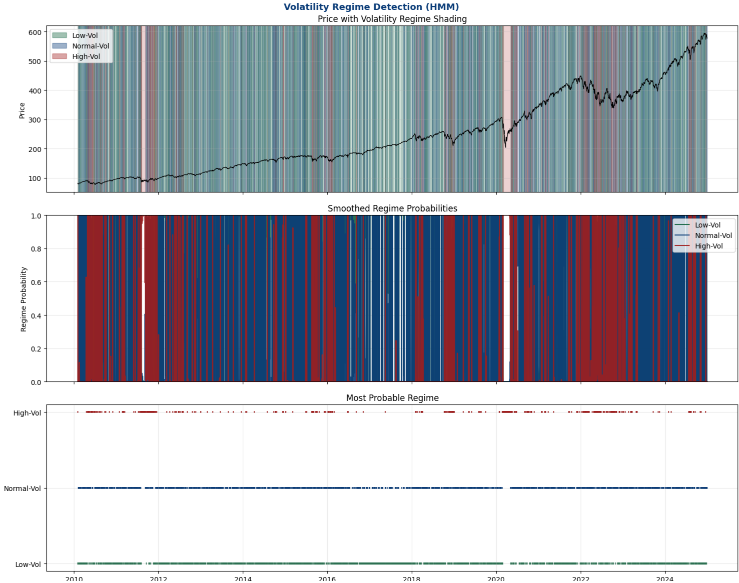 Volatility Regime Detection (HMM)
Price with Volatility Regime Shading
Low-Vol
Normal-Vol
High-Vol
Price
600
500
400
300
200
100
Smoothed Regime Probabilities
Low-Vol
Normal-Vol
High-Vol
Regime Probability
1.0
0.8
0.6
0.4
0.2
0.0
Most Probable Regime
High-Vol
Normal-Vol
Low-Vol
2010 2012 2014 2016 2018 2020 2022 2024